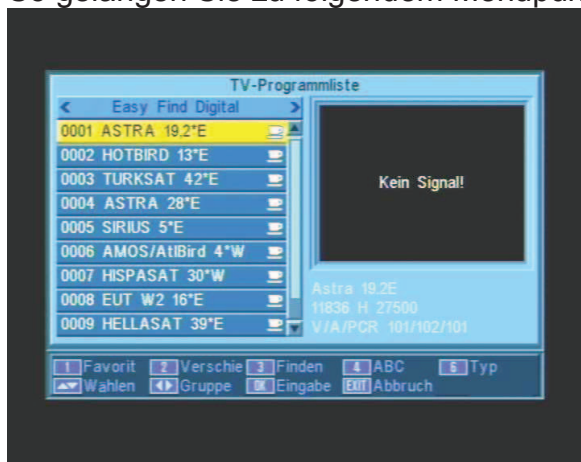 So gelangen Sie zu folgendem Menüpun
TV-Programmliste
Easy Find Digital
0001 ASTRA 19,2°E
0002 HOTBIRD 13°E
0003 TURKSAT 42°E
0004 ASTRA 28°E
0005 SIRIUS 5°E
0006 AMOS/AtlBird 4°W
0007 HISPASAT 30°W
0008 EUT W2 16°E
0009 HELLASAT 39°E
Kein Signal!
Astra 19.2E
11836 H 27500
V/A/PCR 101/102/101
1 Favorit 2 Verschie 3 Finden 4 ABC 6 Typ
Wahlen Gruppe OK Eingabe EXIT Abbruch